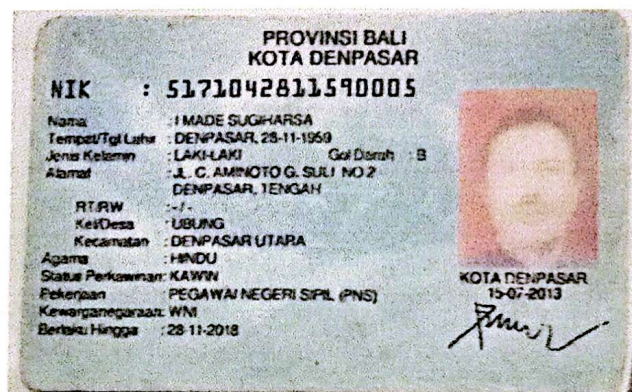 PROVINSI BALI
KOTA DENPASAR
NIK : 5171042811590005
Nama : I MADE SUGIHARSA
Tempat/Tgl Lahir : DENPASAR, 28-11-1959
Jenis Kelamin : LAKI-LAKI Gol Darah : B
Alamat : JL. C. AMINOTO G. SULI NO 2
DENPASAR, TENGAH
RT/RW : -/-
Kel/Desa : UBUNG
Kecamatan : DENPASAR UTARA
Agama : HINDU
Status Perkawinan: KAWIN
Pekerjaan : PEGAWAI NEGERI SIPIL (PNS)
Kewarganegaraan: WNI
Berlaku Hingga : 28-11-2018
KOTA DENPASAR
15-07-2013